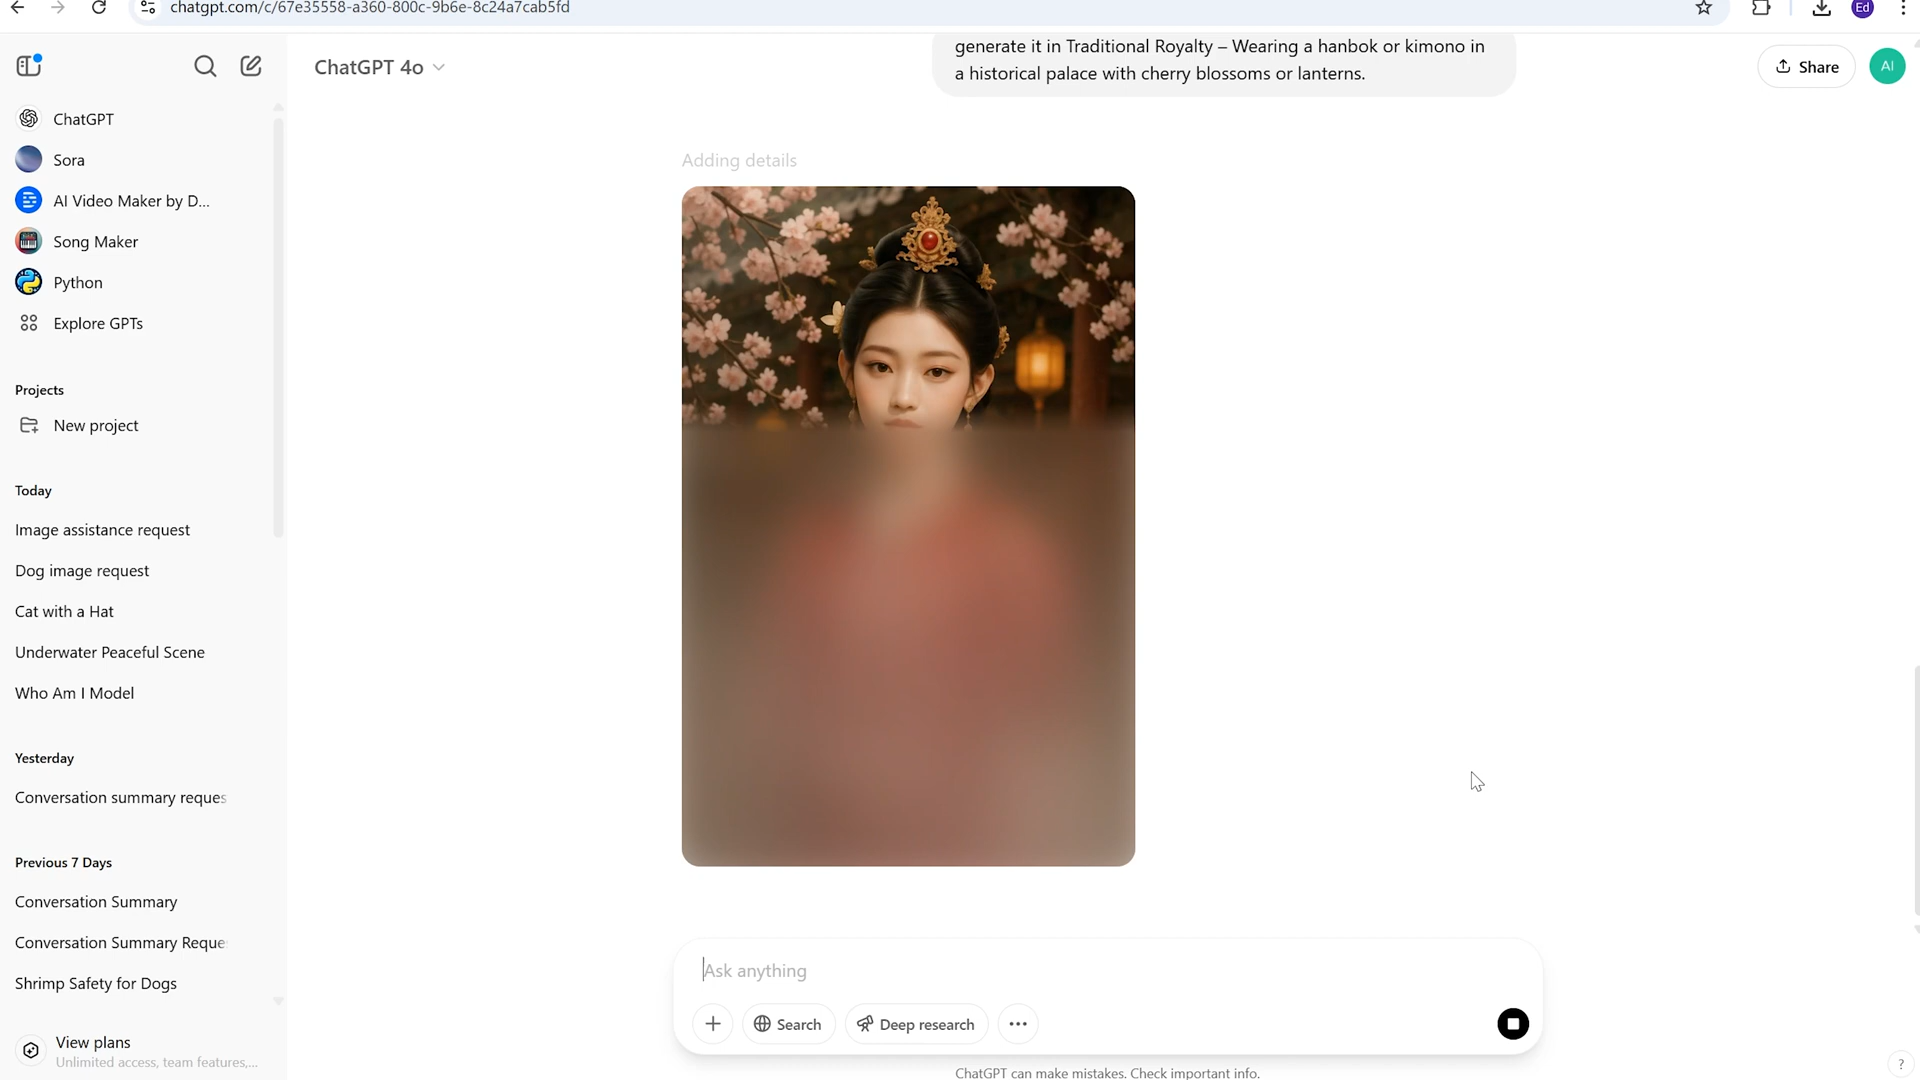 chatgpt.com/c/67e35558-a360-800c-9b6e-8c24a7cab5fd
Ed
ChatGPT 4o
generate it in Traditional Royalty – Wearing a hanbok or kimono in
a historical palace with cherry blossoms or lanterns.
Share
AI
ChatGPT
Sora
AI Video Maker by D...
Song Maker
Python
Explore GPTs
Projects
New project
Today
Image assistance request
Dog image request
Cat with a Hat
Underwater Peaceful Scene
Who Am I Model
Yesterday
Conversation summary reques
Previous 7 Days
Conversation Summary
Conversation Summary Reque
Shrimp Safety for Dogs
View plans
Unlimited access, team features,...
Adding details
Ask anything
Search
Deep research
ChatGPT can make mistakes. Check important info.
?